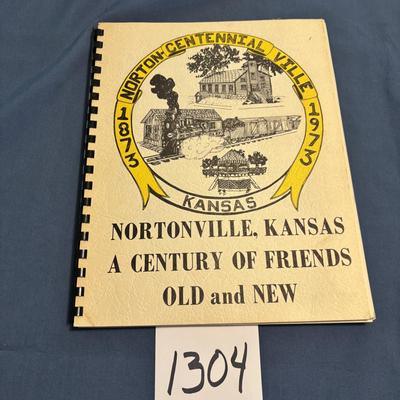 NORTON-CENTENNIAL VILLE
1873
1973
KANSAS
NORTONVILLE, KANSAS
A CENTURY OF FRIENDS
OLD and NEW
1304